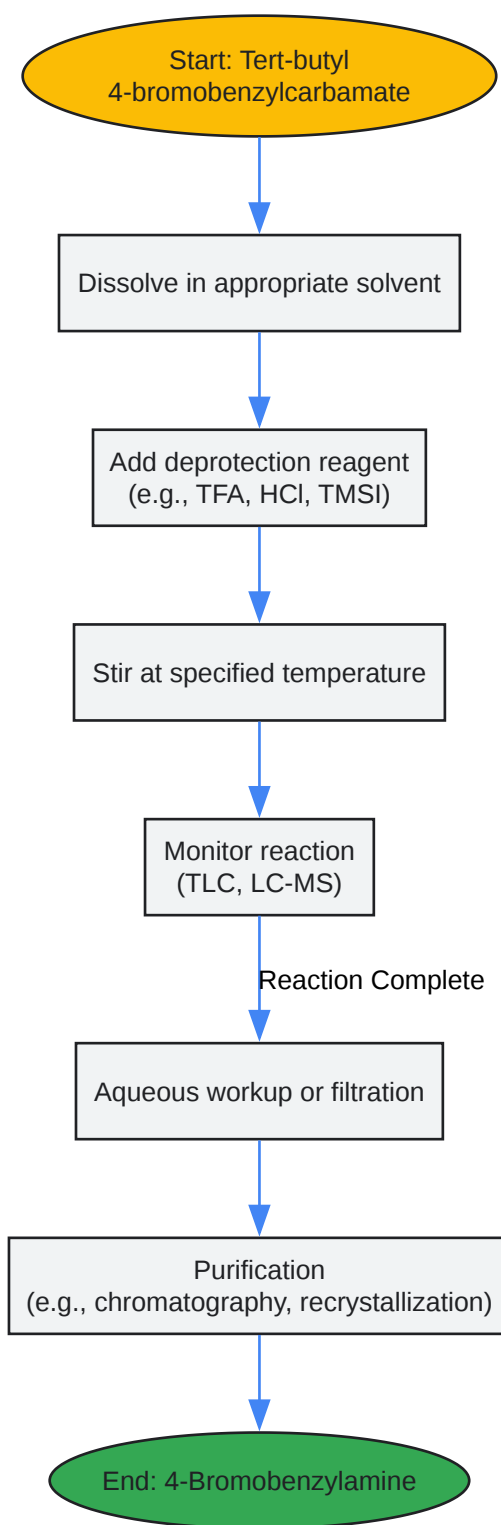 Start: Tert-butyl
4-bromobenzylcarbamate
Dissolve in appropriate solvent
Add deprotection reagent
(e.g., TFA, HCl, TMSI)
Stir at specified temperature
Monitor reaction
(TLC, LC-MS)
Reaction Complete
Aqueous workup or filtration
Purification
(e.g., chromatography, recrystallization)
End: 4-Bromobenzylamine